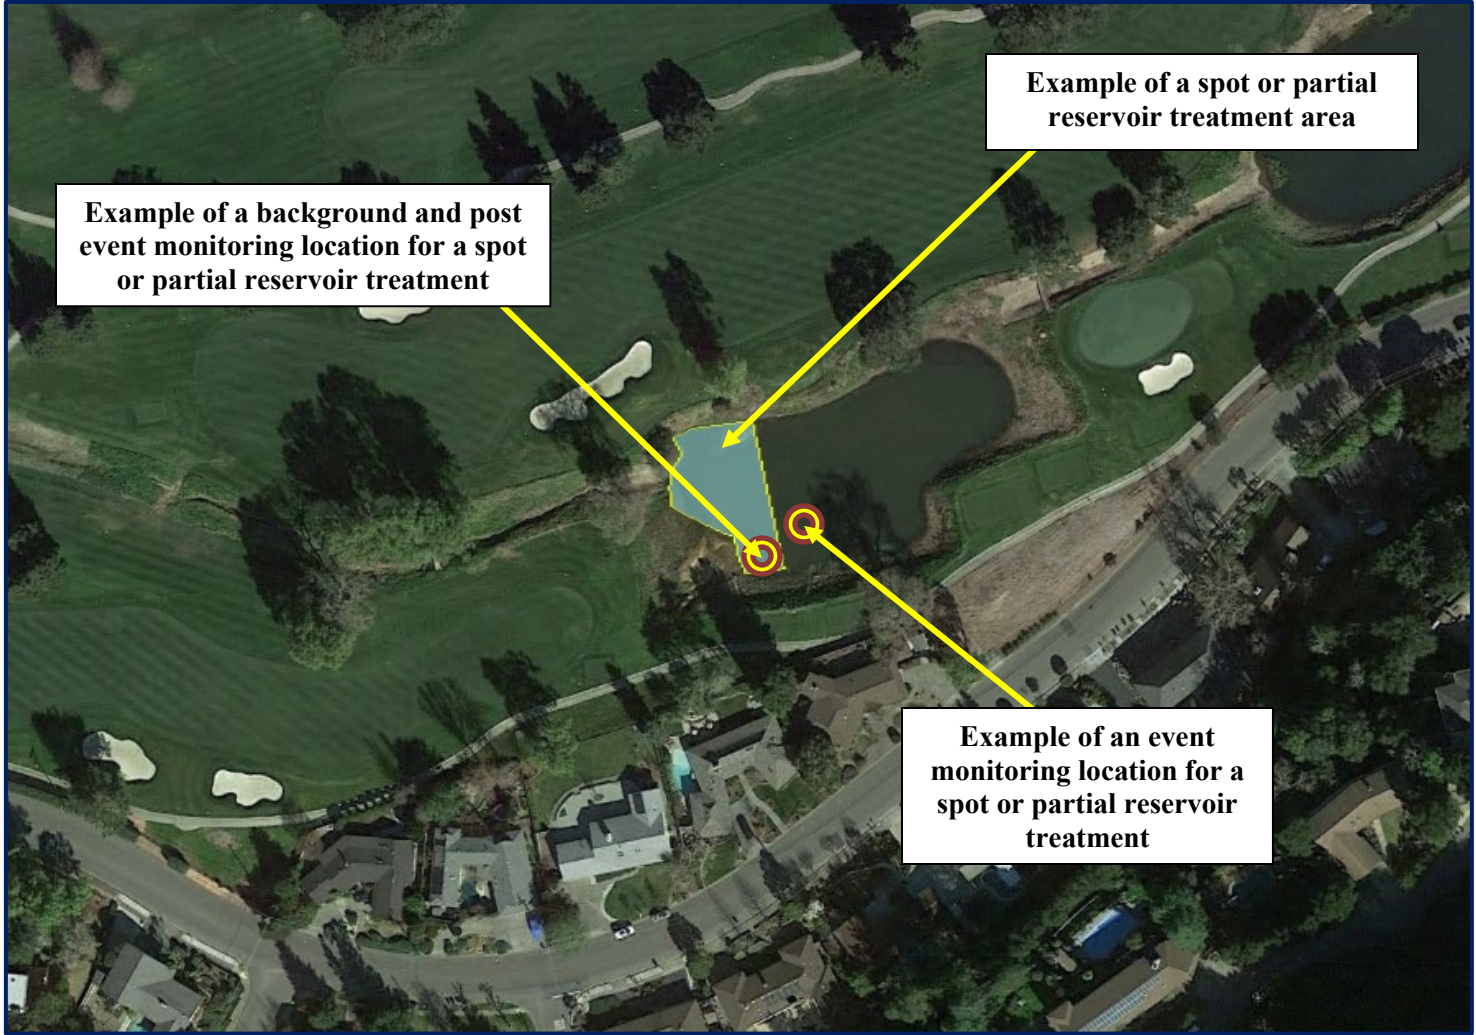 Example of a spot or partial
reservoir treatment area
Example of a background and post
event monitoring location for a spot
or partial reservoir treatment
Example of an event
monitoring location for a
spot or partial reservoir
treatment